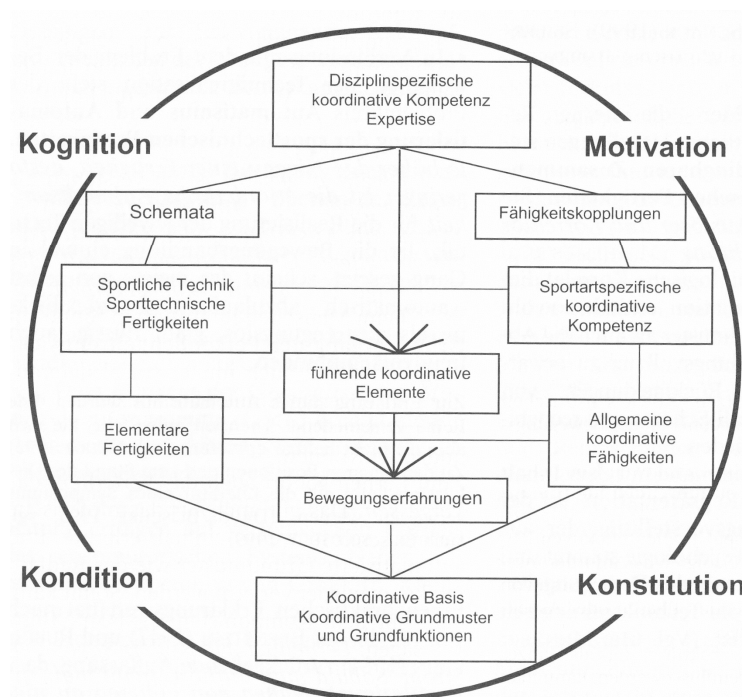 Disziplinspezifische
koordinative Kompetenz
Expertise
Kognition
Motivation
Schemata
Fähigkeitskopplungen
Sportliche Technik
Sporttechnische
Fertigkeiten
Sportartspezifische
koordinative
Kompetenz
führende koordinative
Elemente
Elementare
Fertigkeiten
Allgemeine
koordinative
Fähigkeiten
Bewegungserfahrungen
Kondition
Konstitution
Koordinative Basis
Koordinative Grundmuster
und Grundfunktionen